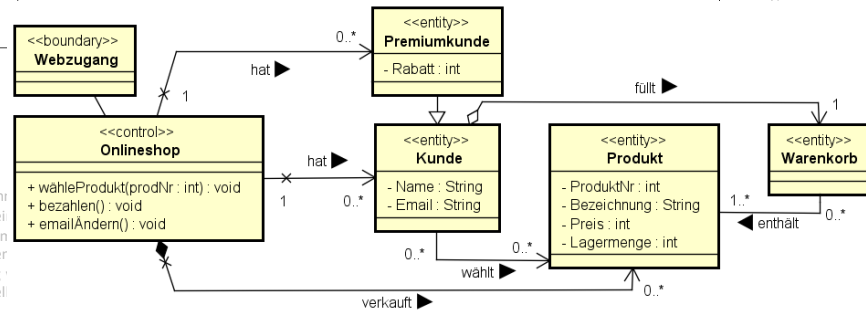 <<boundary>>
Webzugang
<<entity>>
Premiumkunde
- Rabatt : int
0..*
hat ▶
1
<<control>>
Onlineshop
+ wähleProdukt(prodNr : int) : void
+ bezahlen() : void
+ emailÄndern() : void
hat ▶
1
0..*
<<entity>>
Kunde
- Name : String
- Email : String
füllt ▶
1
<<entity>>
Produkt
- ProduktNr : int
- Bezeichnung : String
- Preis : int
- Lagermenge : int
<<entity>>
Warenkorb
1..*
◀ enthält
0..*
0..*
wählt ▶
0..*
verkauft ▶
0..*